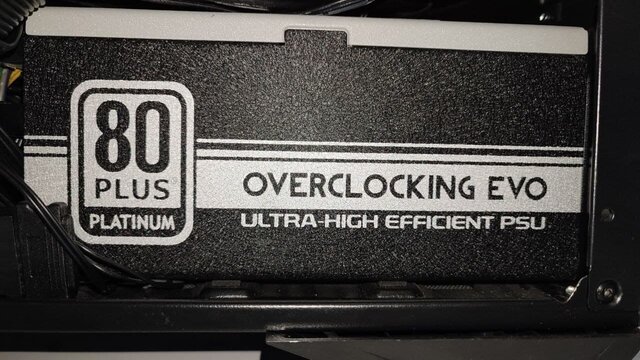 80
PLUS
PLATINUM
OVERCLOCKING EVO
ULTRA-HIGH EFFICIENT PSU